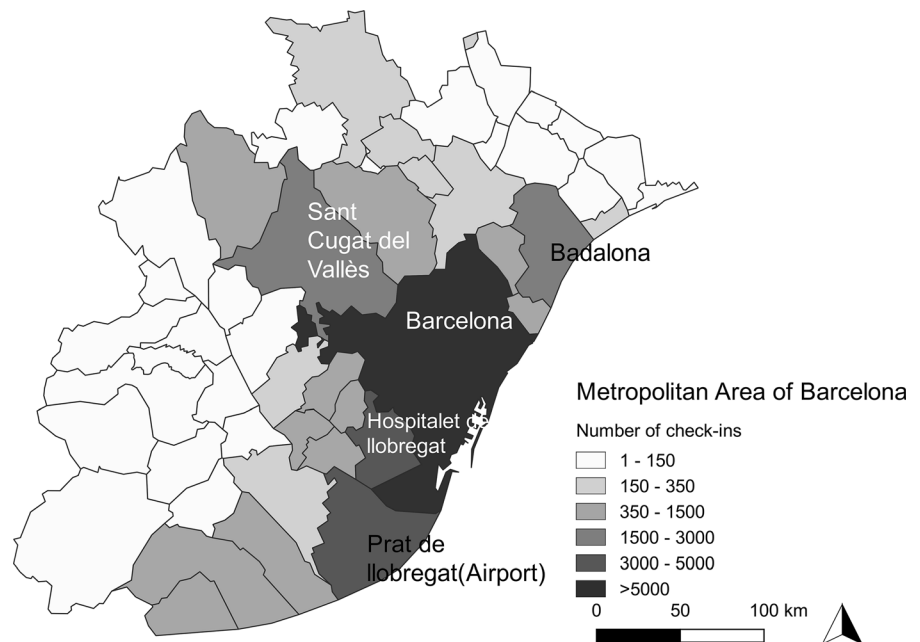 Sant
Cugat del
Vallès
Badalona
Barcelona
Hospitalet de
llobregat
Prat de
llobregat(Airport)
Metropolitan Area of Barcelona
Number of check-ins
1 - 150
150 - 350
350 - 1500
1500 - 3000
3000 - 5000
>5000
0 50 100 km